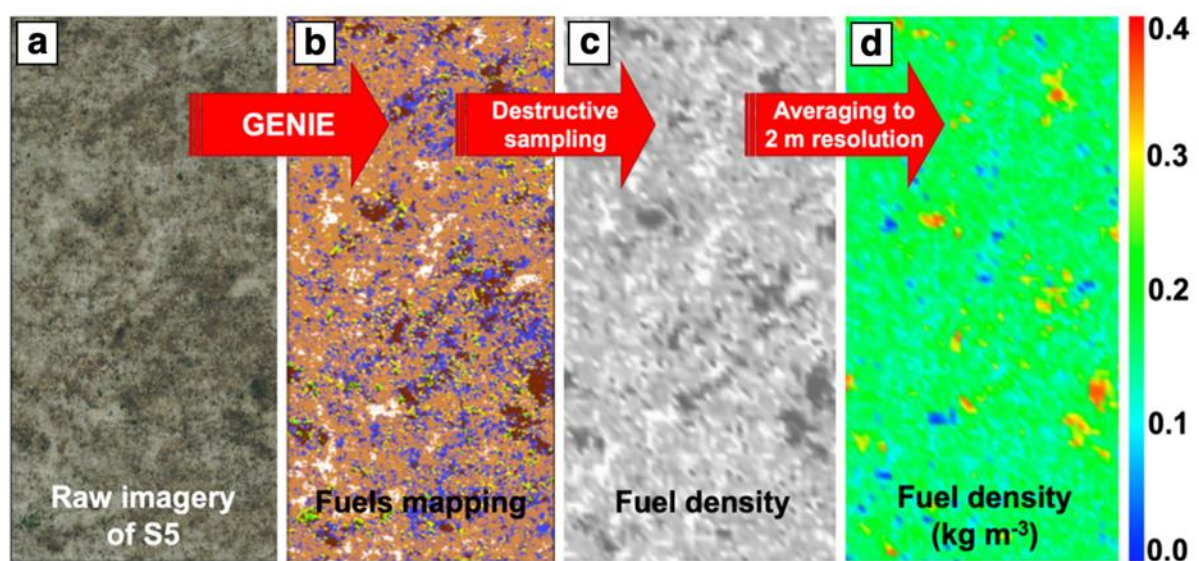 a
b
c
d
GENIE
Destructive
sampling
Averaging to
2 m resolution
Raw imagery
of S5
Fuels mapping
Fuel density
Fuel density
(kg m⁻³)
0.4
0.3
0.2
0.1
0.0